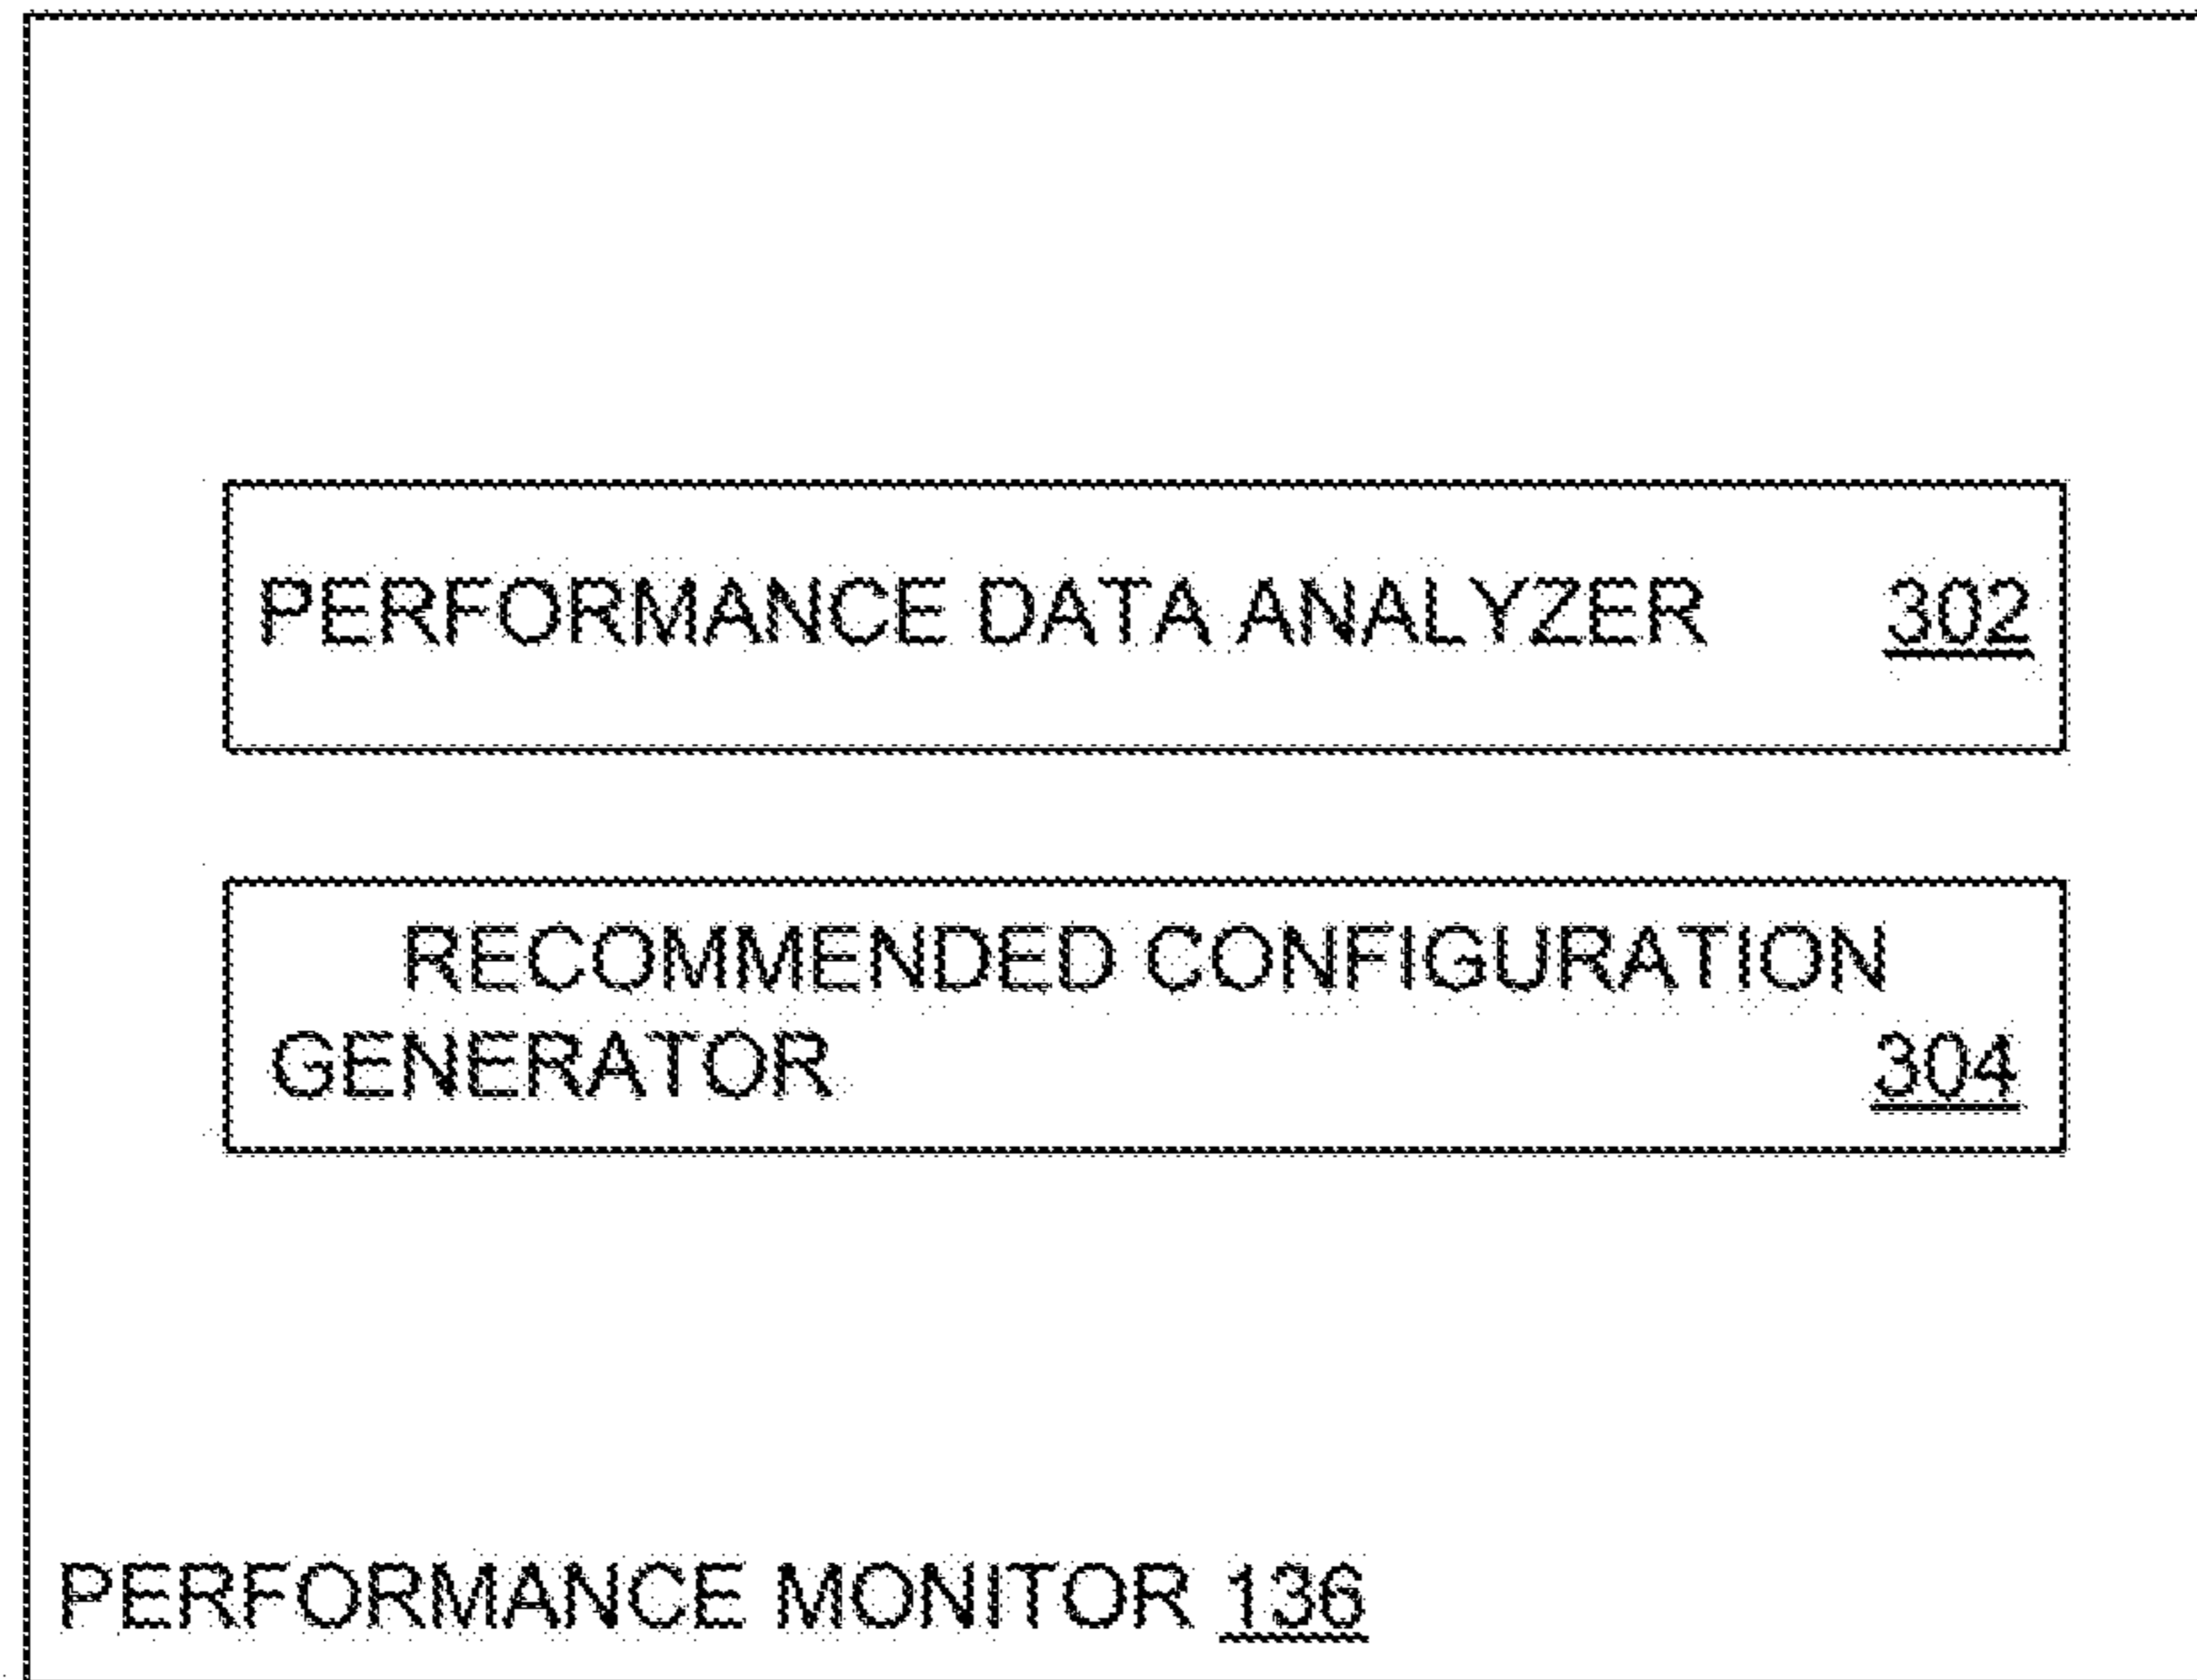 PERFORMANCE DATA ANALYZER 302
RECOMMENDED CONFIGURATION
GENERATOR 304
PERFORMANCE MONITOR 136